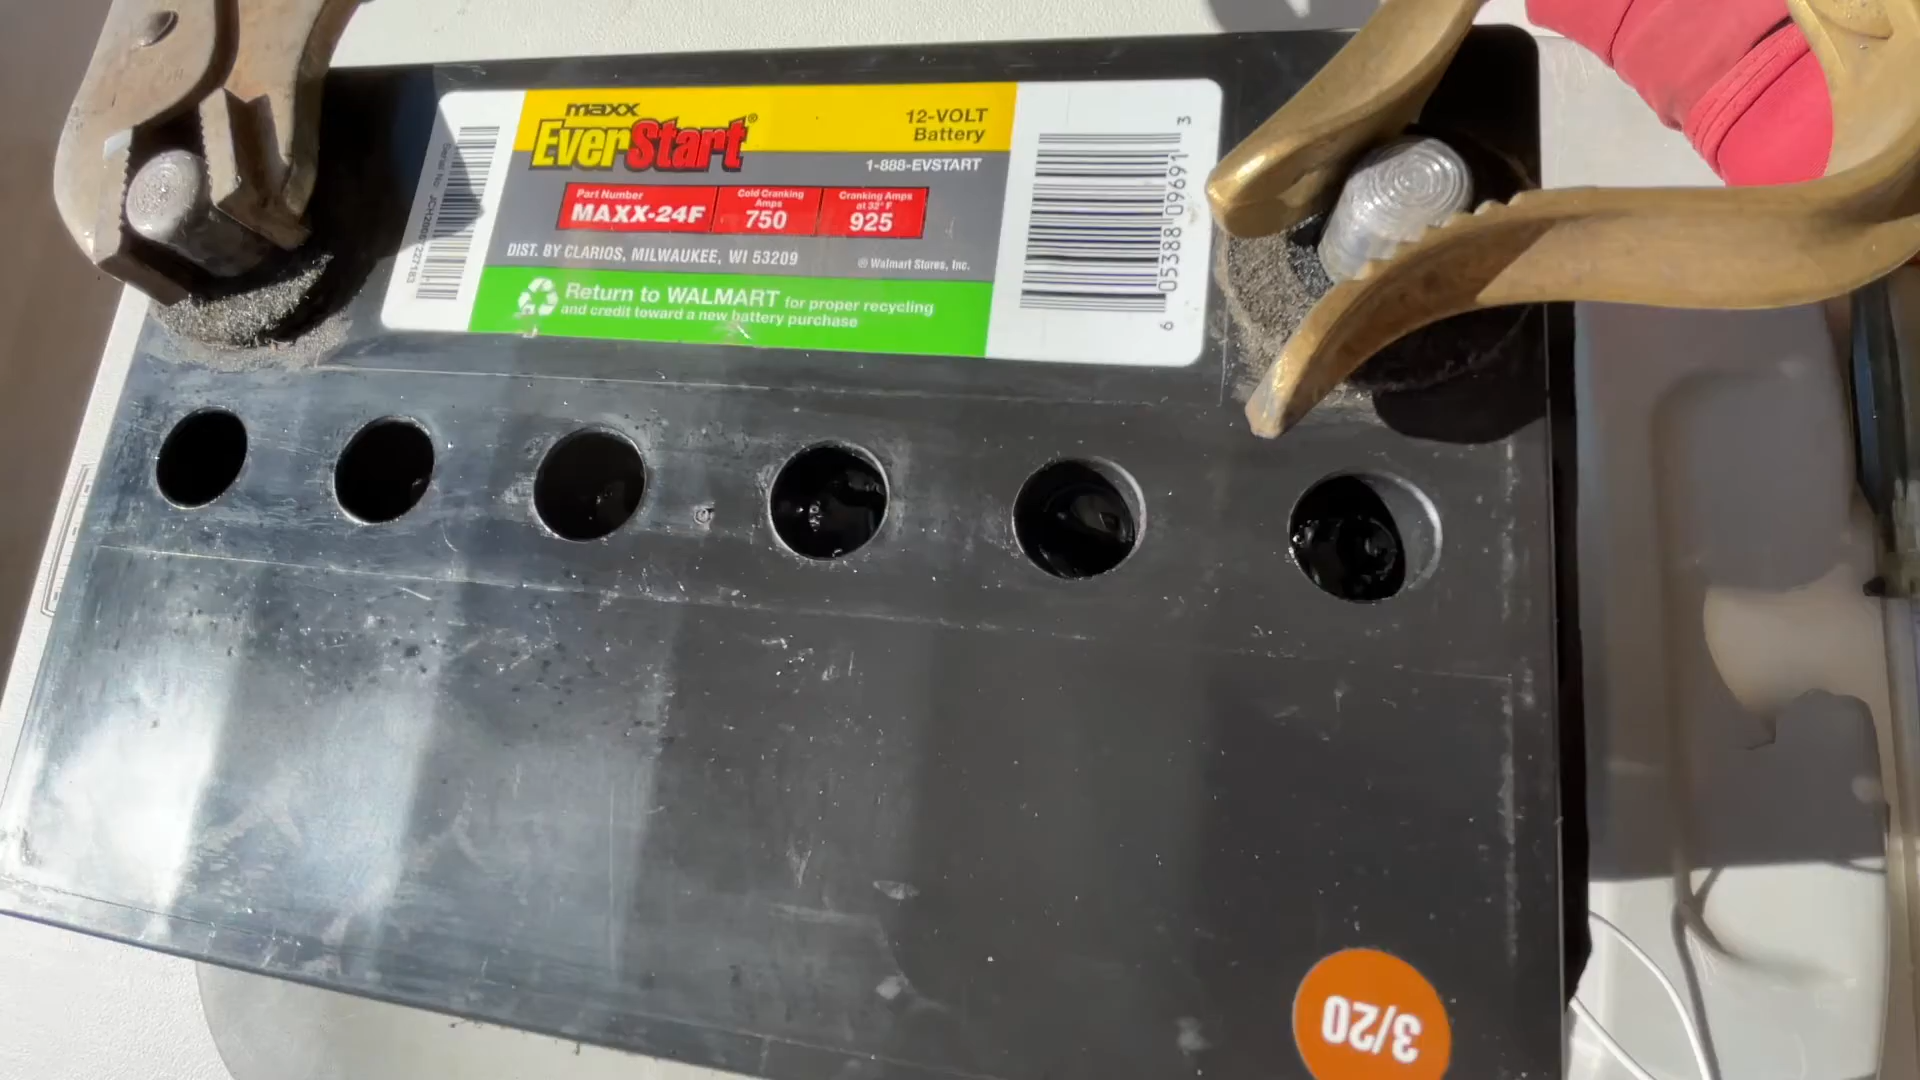 maxx
EverStart®
12-VOLT
Battery
1-888-EVSTART
Part Number
MAXX-24F
Cold Cranking
Amps
750
Cranking Amps
at 32° F
925
DIST. BY CLARIOS, MILWAUKEE, WI 53209
© Walmart Stores, Inc.
Return to WALMART for proper recycling
and credit toward a new battery purchase
6 05388 09691 3
Serial No:
3/20